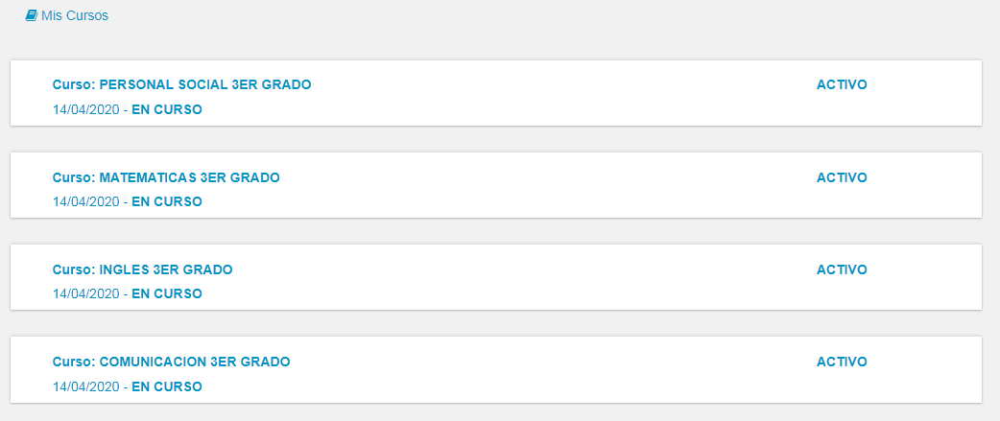 Mis Cursos
Curso: PERSONAL SOCIAL 3ER GRADO ACTIVO
14/04/2020 - EN CURSO
Curso: MATEMATICAS 3ER GRADO ACTIVO
14/04/2020 - EN CURSO
Curso: INGLES 3ER GRADO ACTIVO
14/04/2020 - EN CURSO
Curso: COMUNICACION 3ER GRADO ACTIVO
14/04/2020 - EN CURSO